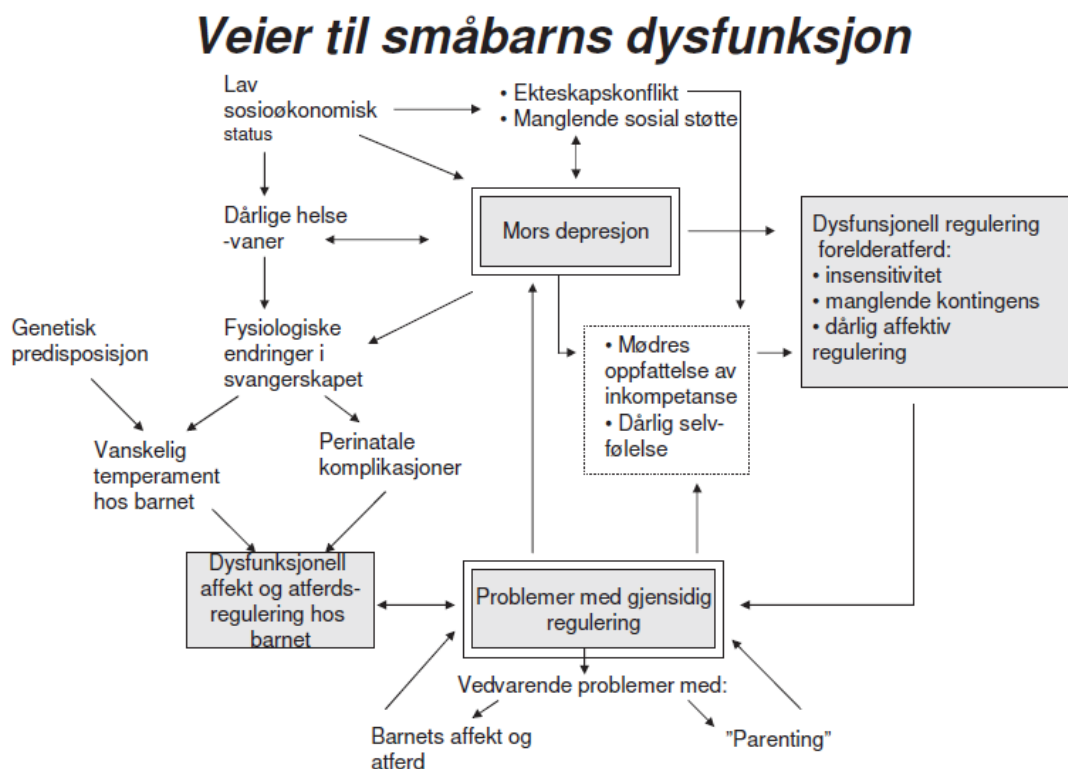 Veier til småbarns dysfunksjon
Lav
sosioøkonomisk
status
• Ekteskapskonflikt
• Manglende sosial støtte
Dårlige helse
-vaner
Mors depresjon
Dysfunsjonell regulering
forelderatferd:
• insensitivitet
• manglende kontingens
• dårlig affektiv
regulering
Genetisk
predisposisjon
Fysiologiske
endringer i
svangerskapet
• Mødres
oppfattelse av
inkompetanse
• Dårlig selv-
følelse
Vanskelig
temperament
hos barnet
Perinatale
komplikasjoner
Dysfunksjonell
affekt og atferds-
regulering hos
barnet
Problemer med gjensidig
regulering
Vedvarende problemer med:
Barnets affekt og
atferd
"Parenting"